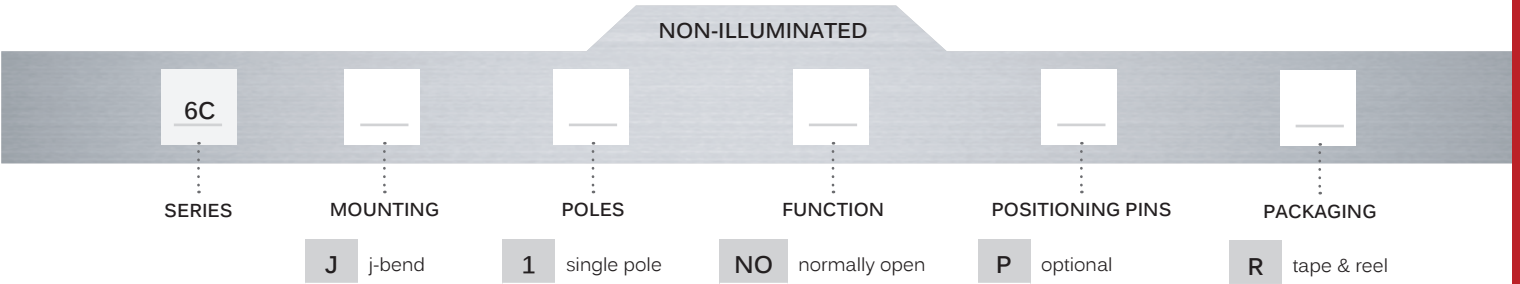 NON-ILLUMINATED
6C
SERIES MOUNTING POLES FUNCTION POSITIONING PINS PACKAGING
J j-bend 1 single pole NO normally open P optional R tape & reel